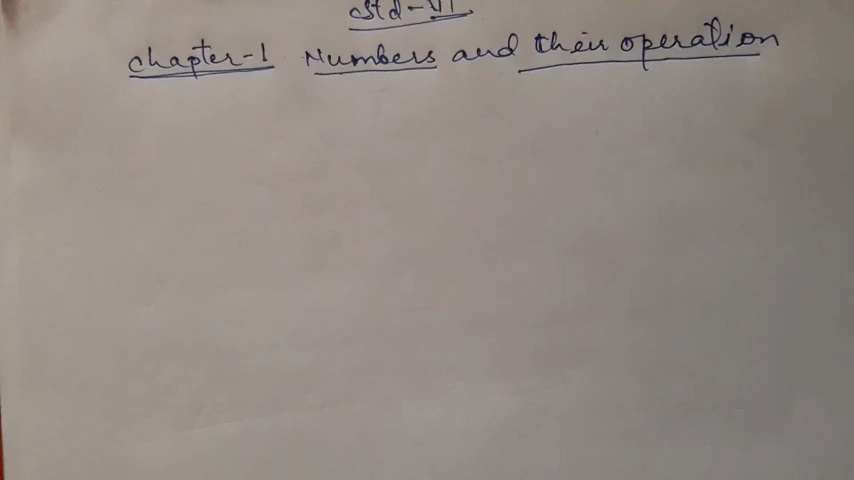 Std-VI
Chapter-1 Numbers and their operation